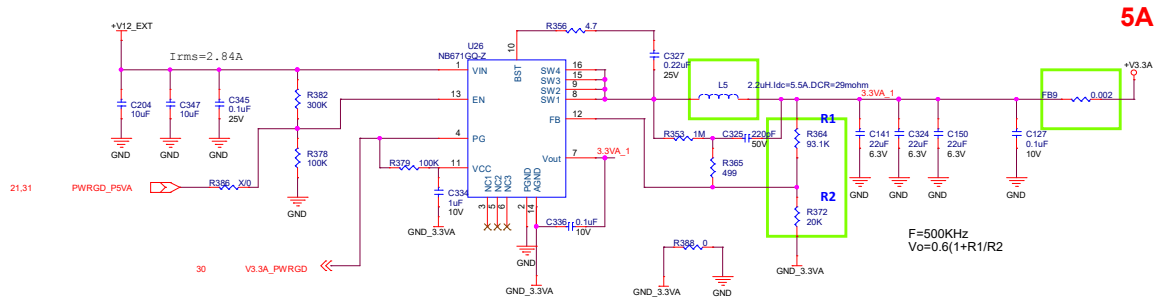 5A
+V12_EXT
Irms=2.84A
U26
NB671GQ-Z
R356 4.7
10
BST
C327
0.22uF
25V
1 VIN
13 EN
4 PG
11 VCC
SW4 16
SW3 15
SW2 9
SW1 8
FB 12
Vout 7
NC1 NC2 NC3
3 5 6
PGND AGND
2 14
L5
2.2uH.Idc=5.5A.DCR=29mohm
3.3VA_1
FB9 0.002
+V3.3A
C204
10uF
C347
10uF
C345
0.1uF
25V
R382
300K
GND
GND
GND
R378
100K
GND
R353 1M
C325 220pF
50V
R365
499
R1
R364
93.1K
C141
22uF
6.3V
C324
22uF
6.3V
C150
22uF
6.3V
C127
0.1uF
10V
GND
GND
GND
GND
3.3VA_1
R379 100K
21,31 PWRGD_P5VA
R386 X/0
C334
1uF
10V
GND_3.3VA
C336 0.1uF
10V
R2
R372
20K
GND_3.3VA
GND
GND_3.3VA
R388 0
GND_3.3VA
GND
F=500KHz
Vo=0.6(1+R1/R2
30 V3.3A_PWRGD